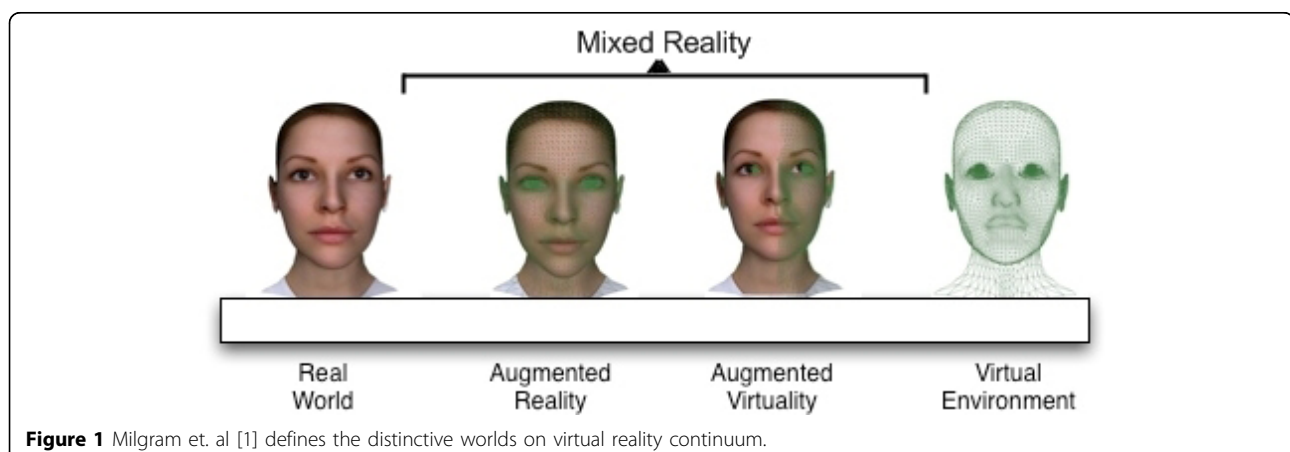 Mixed Reality
Real
World
Augmented
Reality
Augmented
Virtuality
Virtual
Environment
Figure 1 Milgram et. al [1] defines the distinctive worlds on virtual reality continuum.